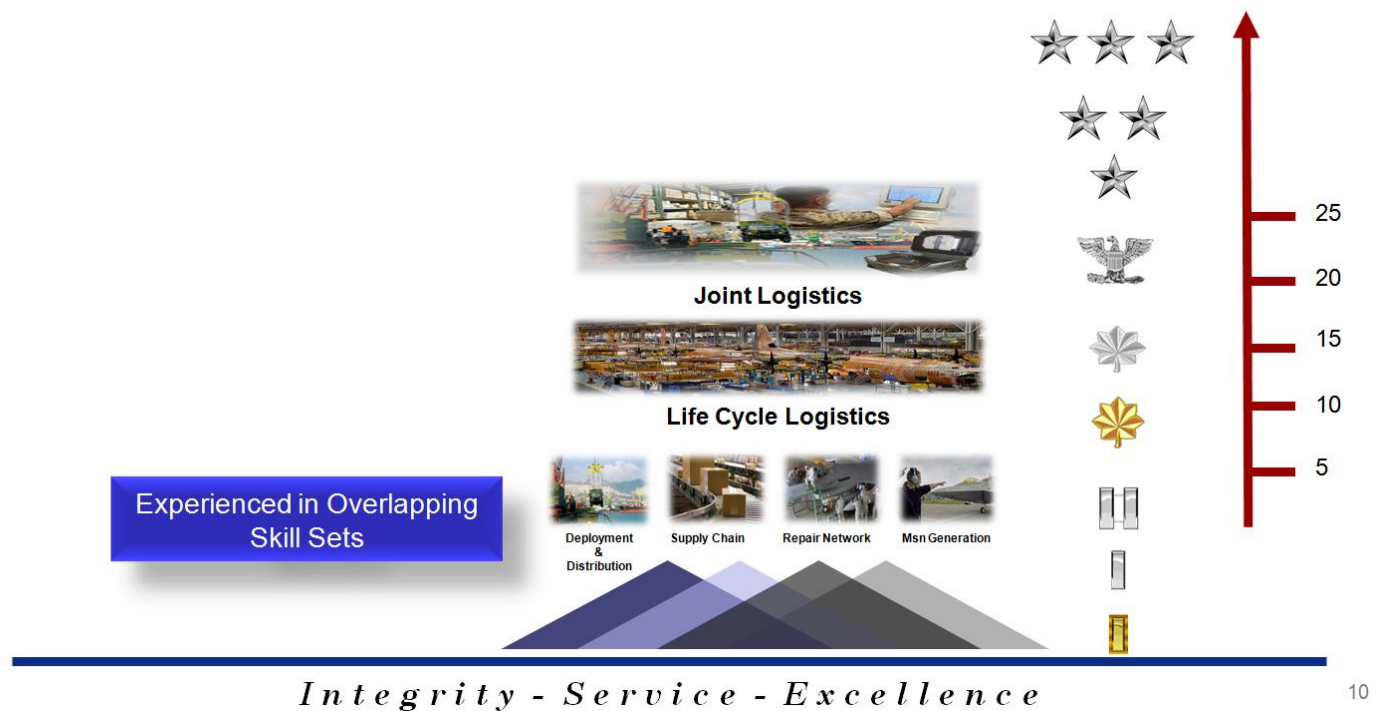 25
Joint Logistics
20
15
Life Cycle Logistics
10
5
Experienced in Overlapping
Skill Sets
Deployment
&
Distribution
Supply Chain
Repair Network
Msn Generation
Integrity - Service - Excellence
10